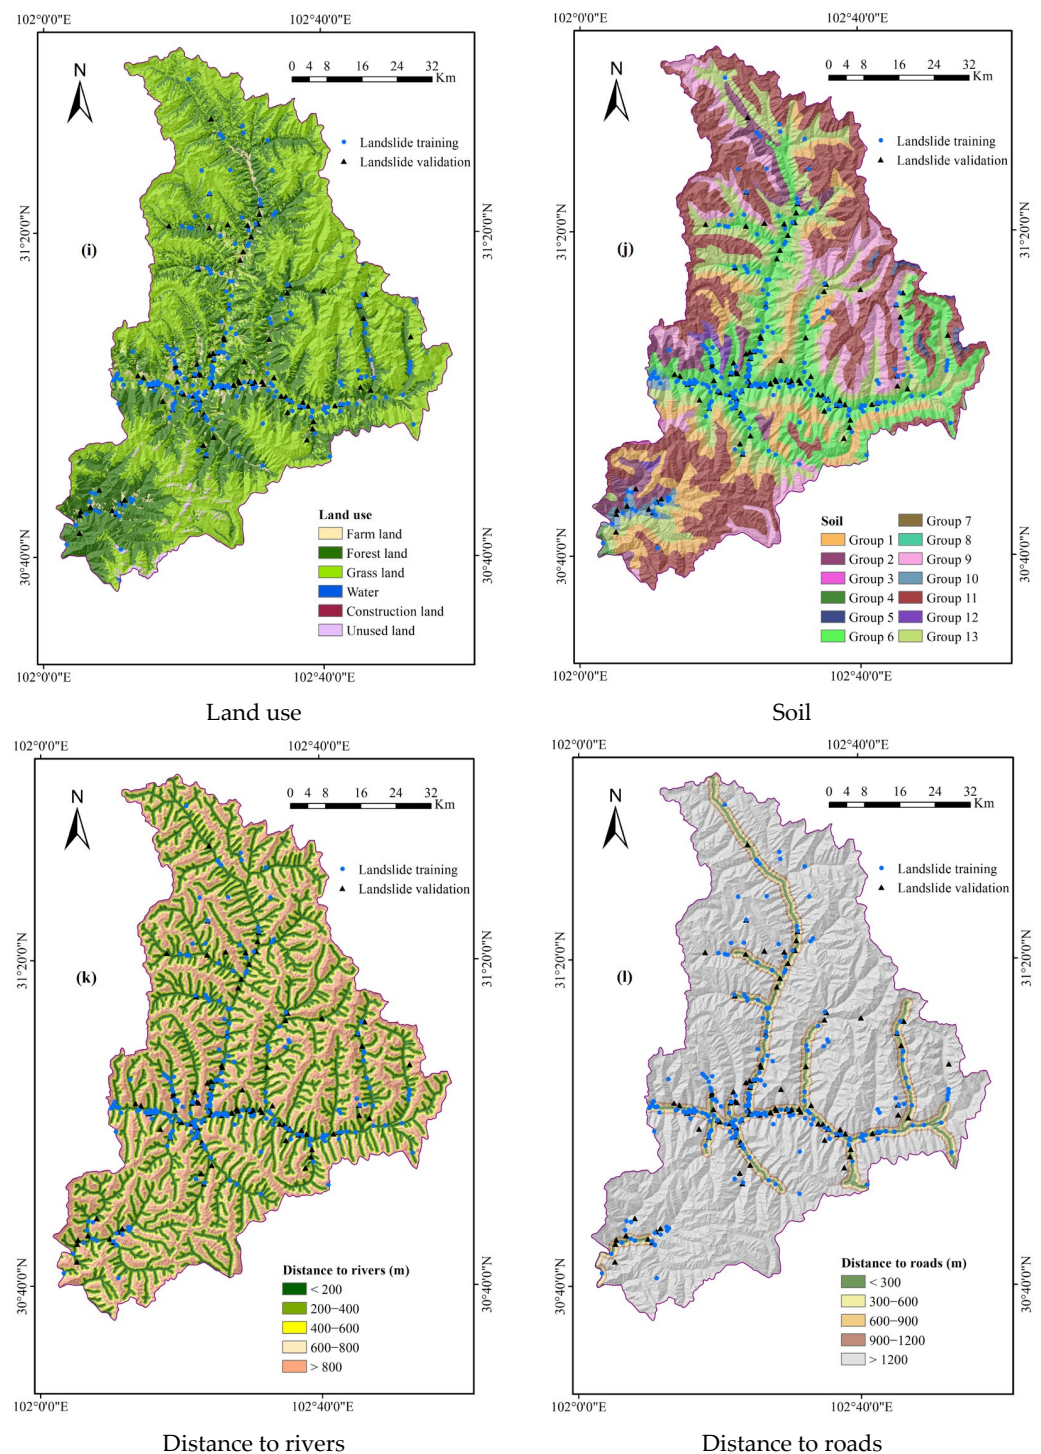 102°0'0"E 102°40'0"E
N
0 4 8 16 24 32
Km
Landslide training
Landslide validation
31°20'0"N
31°20'0"N
(i)
30°40'0"N
30°40'0"N
Land use
Farm land
Forest land
Grass land
Water
Construction land
Unused land
102°0'0"E 102°40'0"E
Land use
102°0'0"E 102°40'0"E
N
0 4 8 16 24 32
Km
Landslide training
Landslide validation
31°20'0"N
31°20'0"N
(j)
30°40'0"N
30°40'0"N
Soil
Group 1
Group 2
Group 3
Group 4
Group 5
Group 6
Group 7
Group 8
Group 9
Group 10
Group 11
Group 12
Group 13
102°0'0"E 102°40'0"E
Soil
102°0'0"E 102°40'0"E
N
0 4 8 16 24 32
Km
Landslide training
Landslide validation
31°20'0"N
31°20'0"N
(k)
30°40'0"N
30°40'0"N
Distance to rivers (m)
< 200
200−400
400−600
600−800
> 800
102°0'0"E 102°40'0"E
Distance to rivers
102°0'0"E 102°40'0"E
N
0 4 8 16 24 32
Km
Landslide training
Landslide validation
31°20'0"N
31°20'0"N
(l)
30°40'0"N
30°40'0"N
Distance to roads (m)
< 300
300−600
600−900
900−1200
> 1200
102°0'0"E 102°40'0"E
Distance to roads